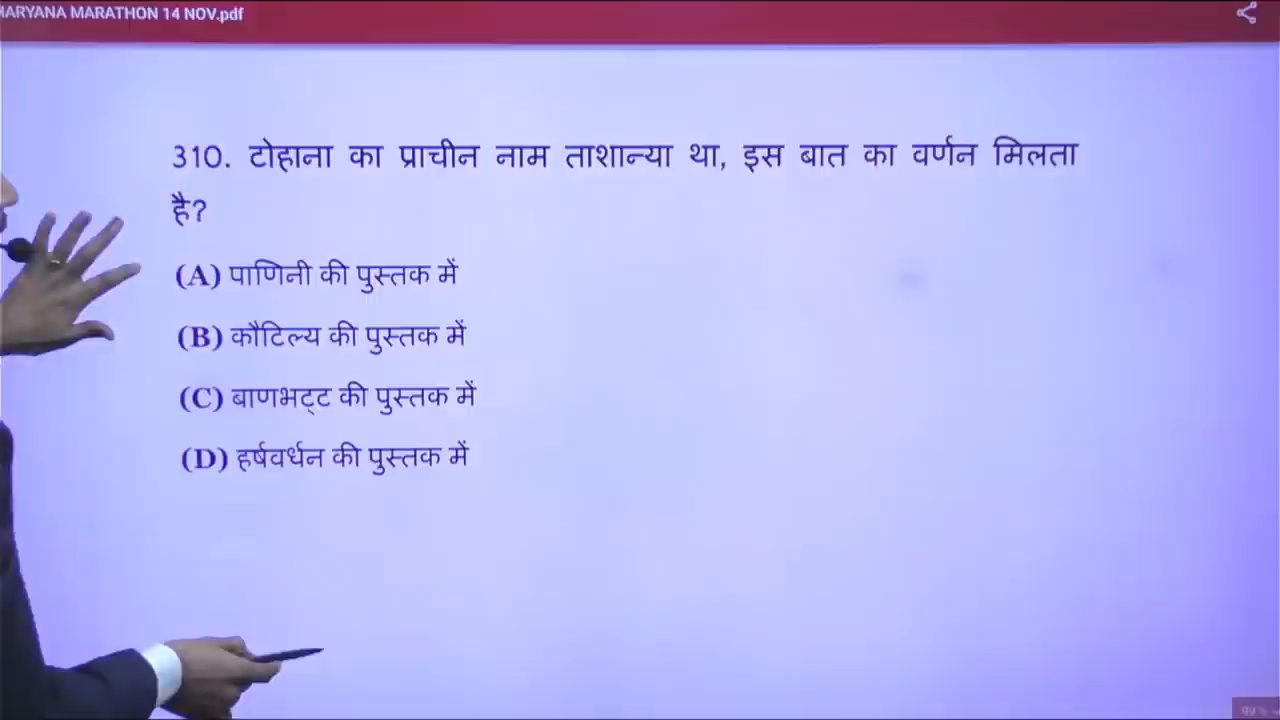 HARYANA MARATHON 14 NOV.pdf
310. टोहाना का प्राचीन नाम ताशान्या था, इस बात का वर्णन मिलता
है?
(A) पाणिनी की पुस्तक में
(B) कौटिल्य की पुस्तक में
(C) बाणभट्ट की पुस्तक में
(D) हर्षवर्धन की पुस्तक में